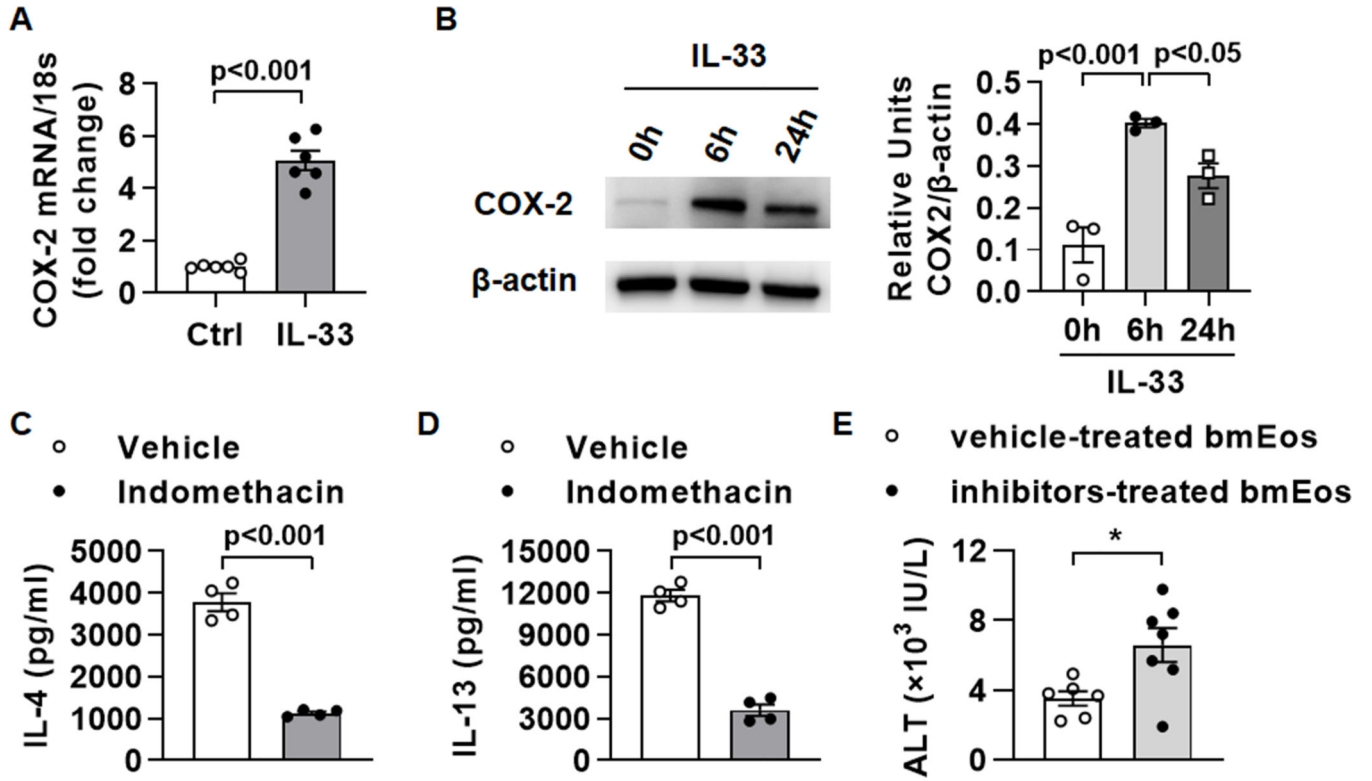 A
p<0.001
COX-2 mRNA/18s
(fold change)
8
6
4
2
0
Ctrl IL-33
B
IL-33
0h 6h 24h
COX-2
β-actin
p<0.001 p<0.05
Relative Units
COX2/β-actin
0.5
0.4
0.3
0.2
0.1
0.0
0h 6h 24h
IL-33
C
Vehicle
Indomethacin
p<0.001
IL-4 (pg/ml)
5000
4000
3000
2000
1000
0
D
Vehicle
Indomethacin
p<0.001
IL-13 (pg/ml)
15000
12000
9000
6000
3000
0
E
vehicle-treated bmEos
inhibitors-treated bmEos
*
ALT (×10³ IU/L)
12
8
4
0